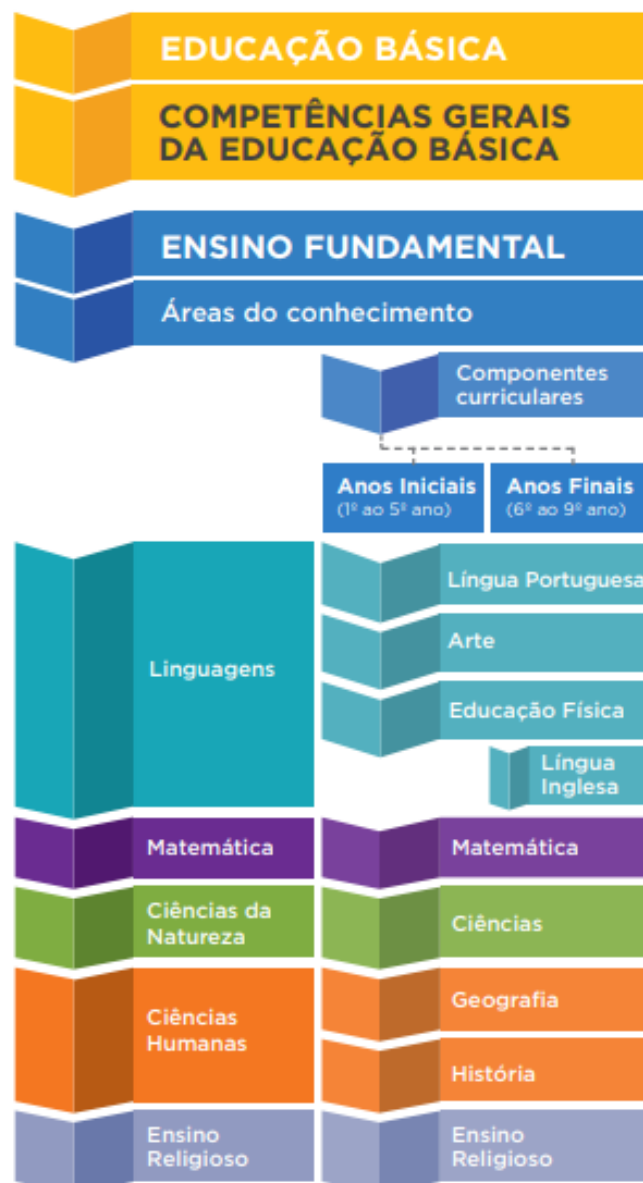 EDUCAÇÃO BÁSICA
COMPETÊNCIAS GERAIS
DA EDUCAÇÃO BÁSICA
ENSINO FUNDAMENTAL
Áreas do conhecimento
Componentes
curriculares
Anos Iniciais
(1º ao 5º ano)
Anos Finais
(6º ao 9º ano)
Linguagens
Língua Portuguesa
Arte
Educação Física
Língua
Inglesa
Matemática
Matemática
Ciências da
Natureza
Ciências
Ciências
Humanas
Geografia
História
Ensino
Religioso
Ensino
Religioso